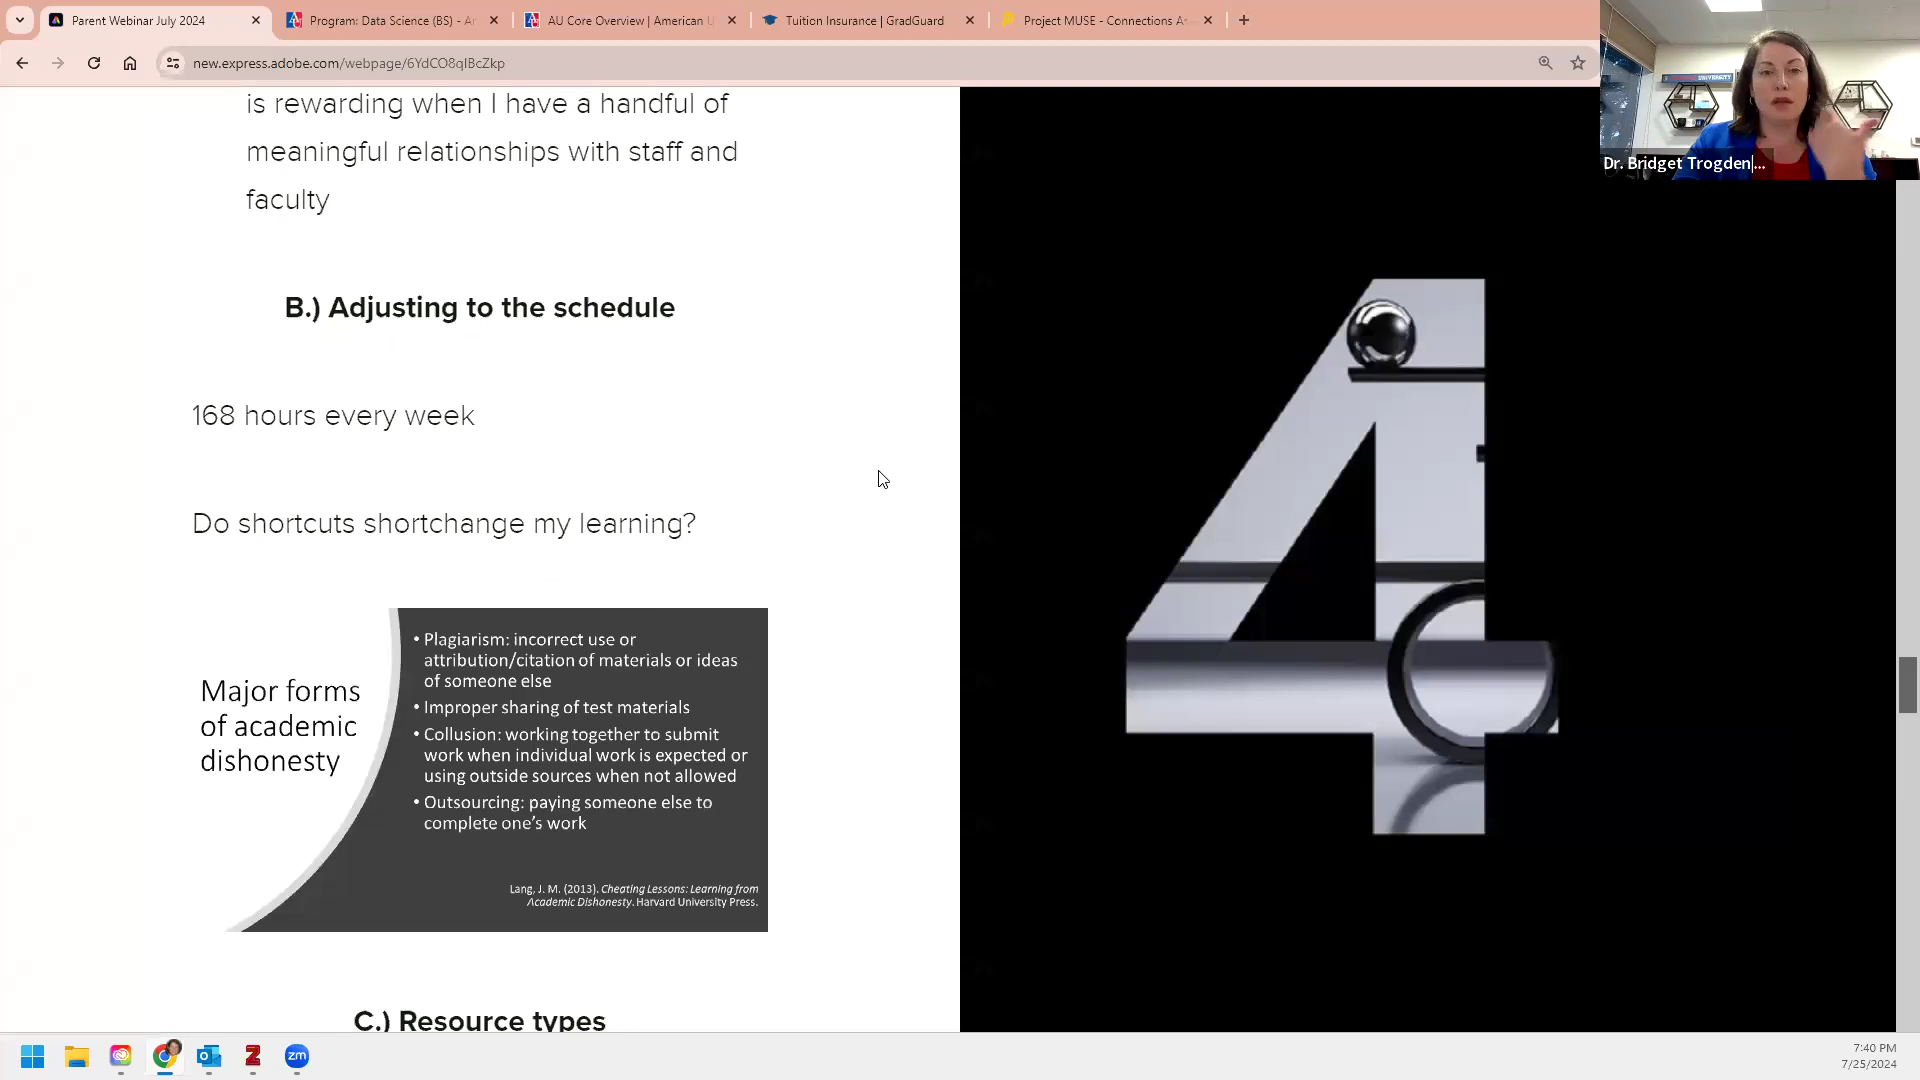 Parent Webinar July 2024
Program: Data Science (BS) - A
AU Core Overview | American U
Tuition Insurance | GradGuard
Project MUSE - Connections A
new.express.adobe.com/webpage/6YdCO8qIBcZkp
UNIVERSITY
Dr. Bridget Trogden|...
is rewarding when I have a handful of
meaningful relationships with staff and
faculty
B.) Adjusting to the schedule
168 hours every week
Do shortcuts shortchange my learning?
Major forms
of academic
dishonesty
• Plagiarism: incorrect use or
attribution/citation of materials or ideas
of someone else
• Improper sharing of test materials
• Collusion: working together to submit
work when individual work is expected or
using outside sources when not allowed
• Outsourcing: paying someone else to
complete one's work
Lang, J. M. (2013). Cheating Lessons: Learning from
Academic Dishonesty. Harvard University Press.
C.) Resource types
4
zm
7:40 PM
7/25/2024